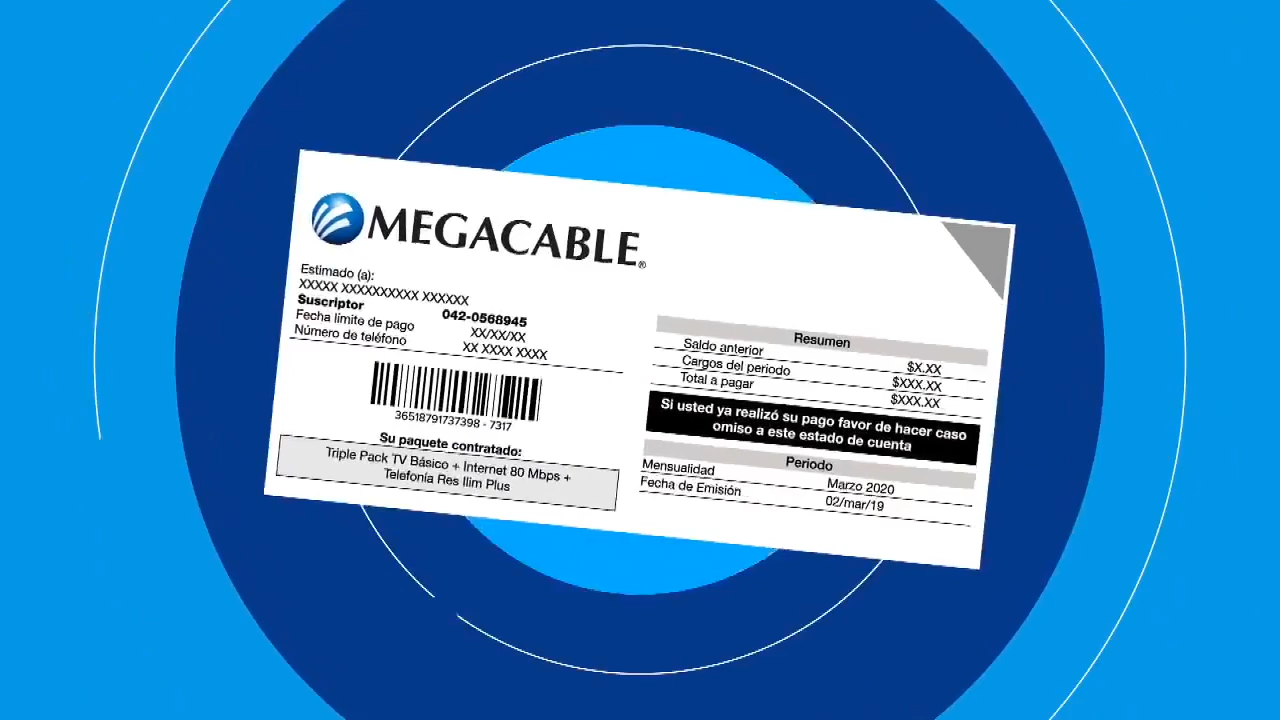 MEGACABLE®
Estimado (a):
XXXXX XXXXXXXXXX XXXXXX
Suscriptor 042-0568945
Fecha límite de pago XX/XX/XX
Número de teléfono XX XXXX XXXX
36518791737398 - 7317
Su paquete contratado:
Triple Pack TV Básico + Internet 80 Mbps +
Telefonía Res Ilim Plus
Resumen
Saldo anterior $X.XX
Cargos del periodo $XXX.XX
Total a pagar $XXX.XX
Si usted ya realizó su pago favor de hacer caso
omiso a este estado de cuenta
Periodo
Mensualidad Marzo 2020
Fecha de Emisión 02/mar/19